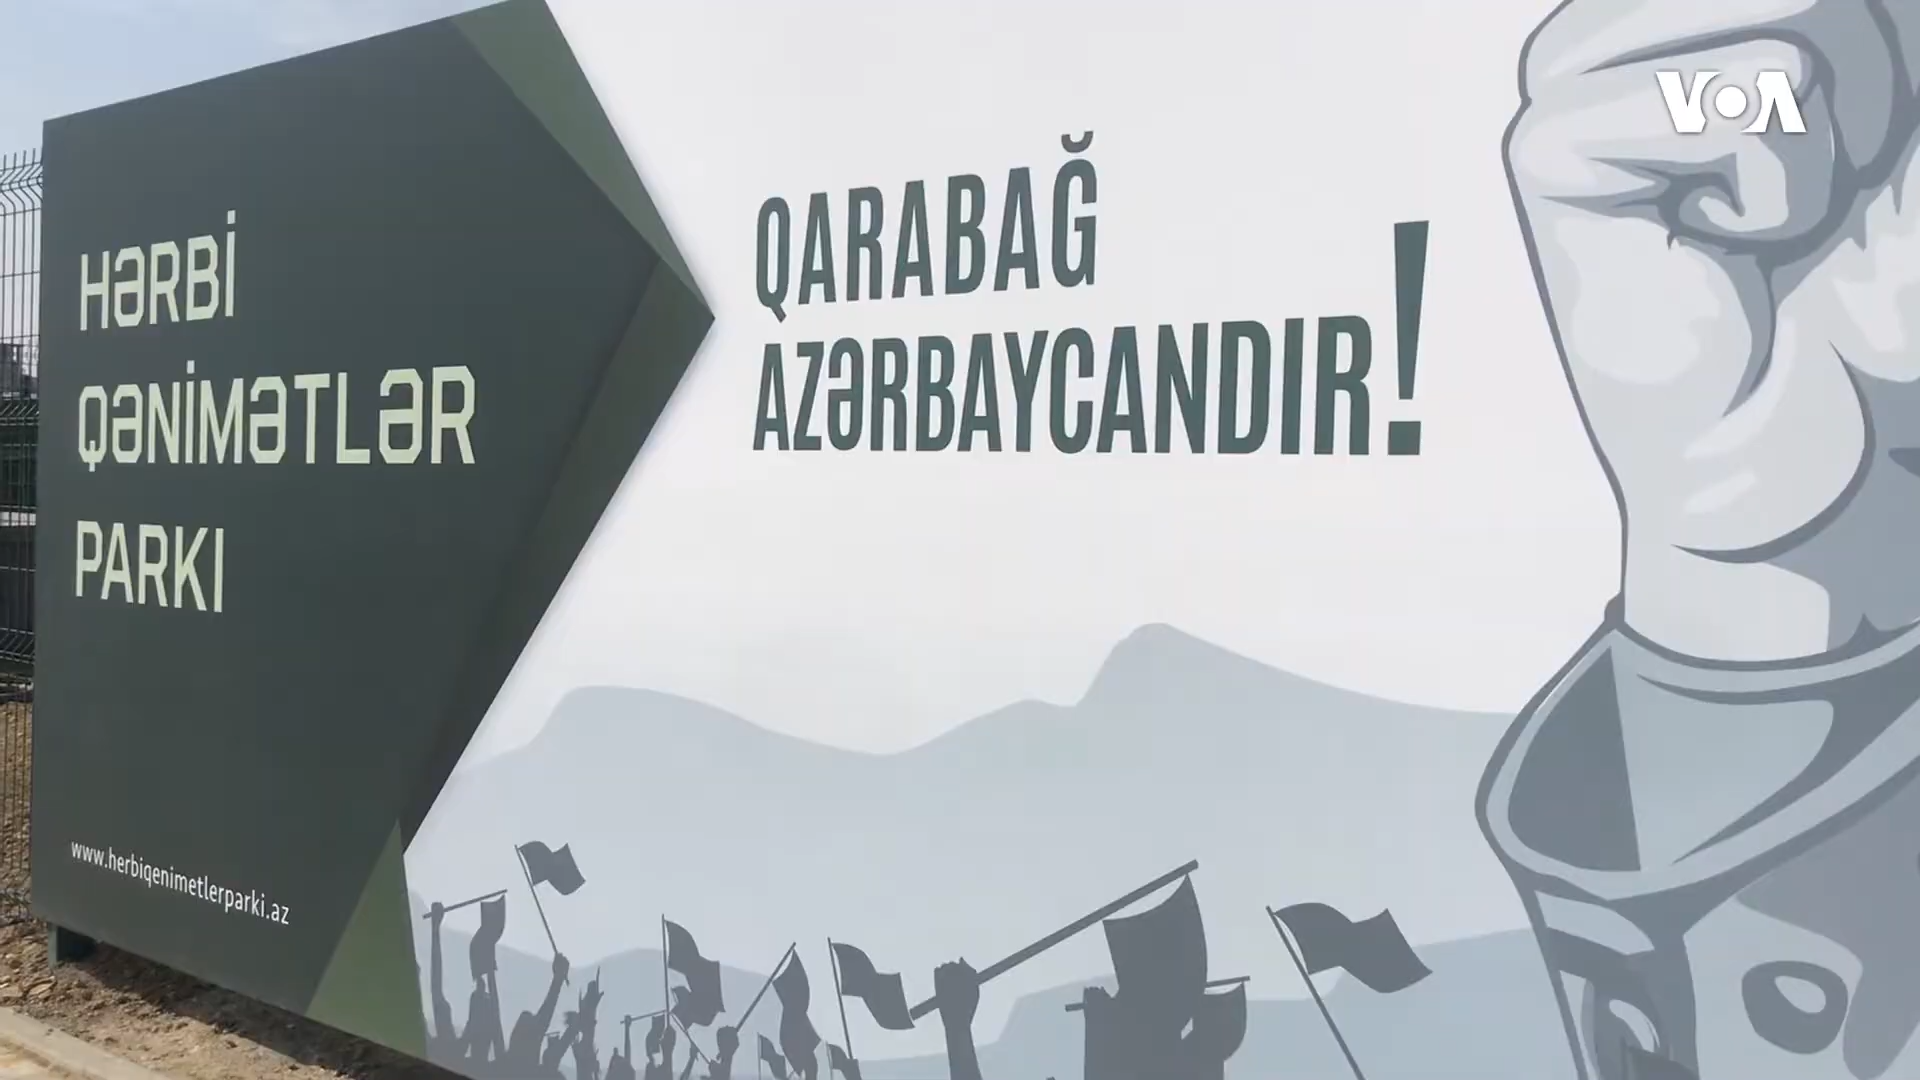 HƏRBİ
QƏNİMƏTLƏR
PARKI
www.herbiqenimetlerparki.az
QARABAĞ
AZƏRBAYCANDIR!
VOA